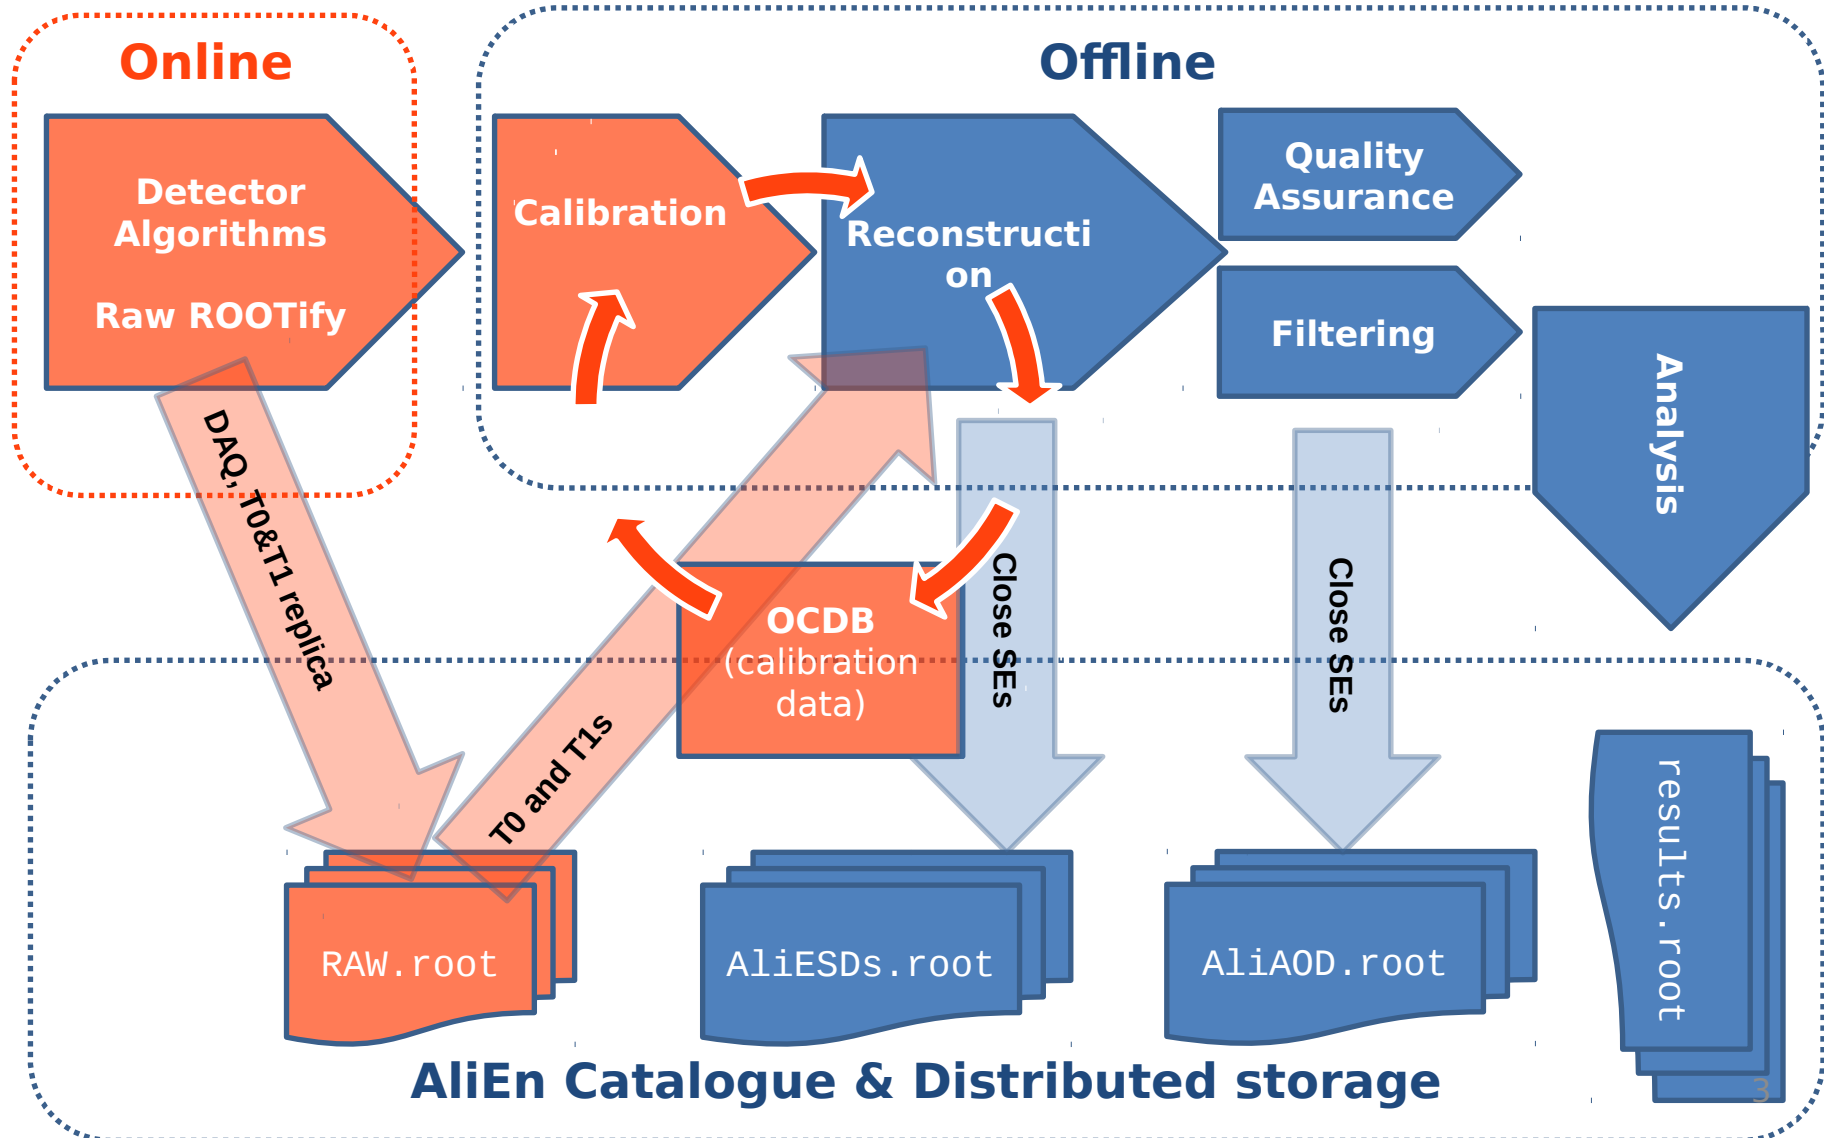 Online
Offline
Detector
Algorithms
Raw ROOTify
Calibration
Reconstructi
on
Quality
Assurance
Filtering
Analysis
DAQ, T0&T1 replica
T0 and T1s
OCDB
(calibration
data)
Close SEs
Close SEs
RAW.root
AliESDs.root
AliAOD.root
results.root
AliEn Catalogue & Distributed storage
3